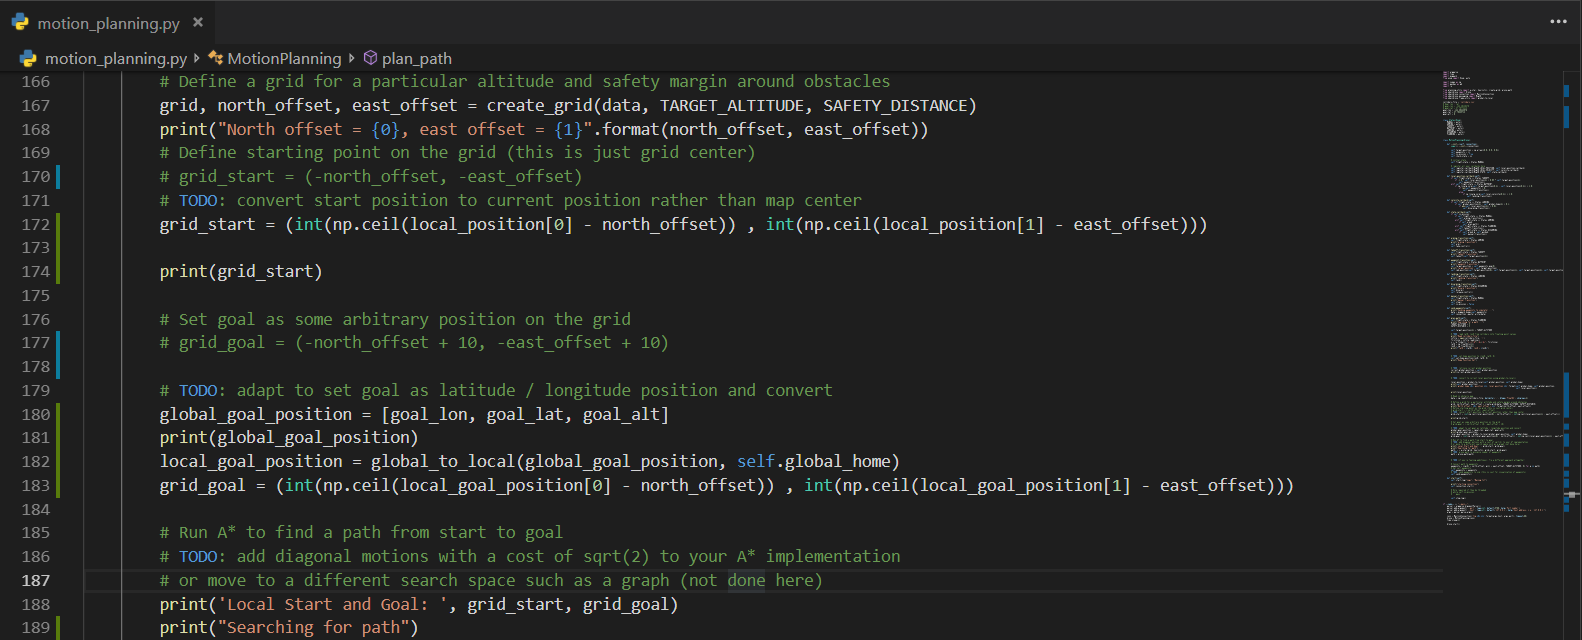 motion_planning.py ×
motion_planning.py MotionPlanning plan_path
166 # Define a grid for a particular altitude and safety margin around obstacles
167 grid, north_offset, east_offset = create_grid(data, TARGET_ALTITUDE, SAFETY_DISTANCE)
168 print("North offset = {0}, east offset = {1}".format(north_offset, east_offset))
169 # Define starting point on the grid (this is just grid center)
170 # grid_start = (-north_offset, -east_offset)
171 # TODO: convert start position to current position rather than map center
172 grid_start = (int(np.ceil(local_position[0] - north_offset)) , int(np.ceil(local_position[1] - east_offset)))
173
174 print(grid_start)
175
176 # Set goal as some arbitrary position on the grid
177 # grid_goal = (-north_offset + 10, -east_offset + 10)
178
179 # TODO: adapt to set goal as latitude / longitude position and convert
180 global_goal_position = [goal_lon, goal_lat, goal_alt]
181 print(global_goal_position)
182 local_goal_position = global_to_local(global_goal_position, self.global_home)
183 grid_goal = (int(np.ceil(local_goal_position[0] - north_offset)) , int(np.ceil(local_goal_position[1] - east_offset)))
184
185 # Run A* to find a path from start to goal
186 # TODO: add diagonal motions with a cost of sqrt(2) to your A* implementation
187 # or move to a different search space such as a graph (not done here)
188 print('Local Start and Goal: ', grid_start, grid_goal)
189 print("Searching for path")